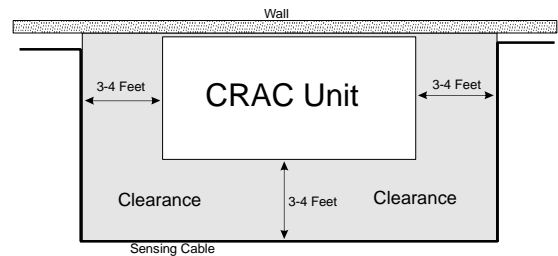 Wall
3-4 Feet
CRAC Unit
3-4 Feet
Clearance
3-4 Feet
Clearance
Sensing Cable